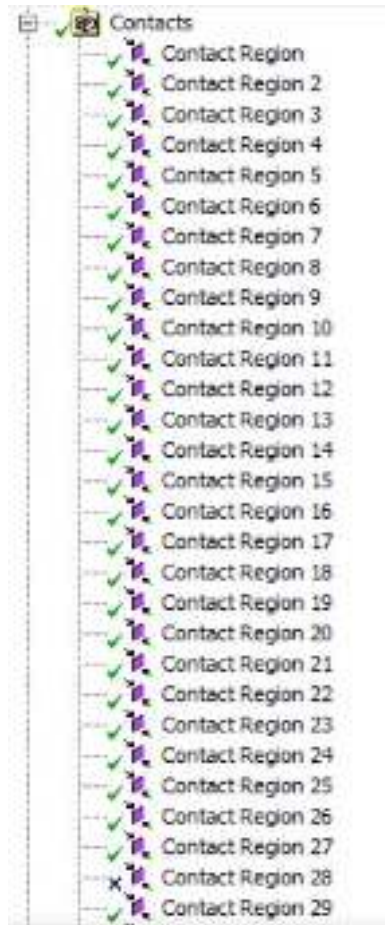 Contacts
Contact Region
Contact Region 2
Contact Region 3
Contact Region 4
Contact Region 5
Contact Region 6
Contact Region 7
Contact Region 8
Contact Region 9
Contact Region 10
Contact Region 11
Contact Region 12
Contact Region 13
Contact Region 14
Contact Region 15
Contact Region 16
Contact Region 17
Contact Region 18
Contact Region 19
Contact Region 20
Contact Region 21
Contact Region 22
Contact Region 23
Contact Region 24
Contact Region 25
Contact Region 26
Contact Region 27
Contact Region 28
Contact Region 29